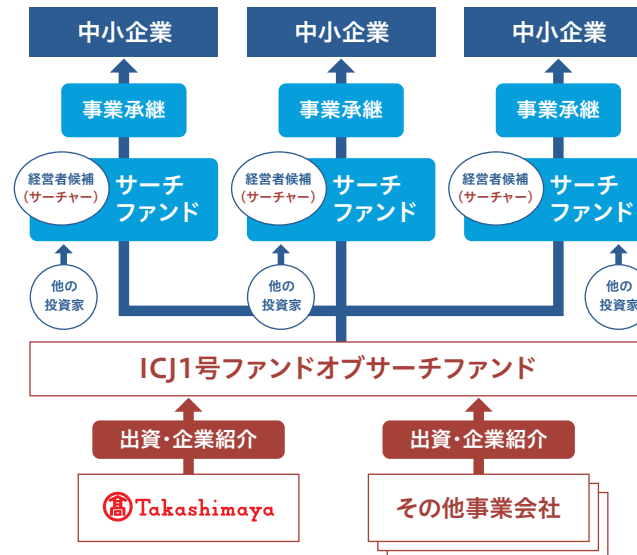 中小企業
中小企業
中小企業
事業承継
事業承継
事業承継
経営者候補
(サーチャー)
サーチ
ファンド
経営者候補
(サーチャー)
サーチ
ファンド
経営者候補
(サーチャー)
サーチ
ファンド
他の
投資家
他の
投資家
他の
投資家
ICJ1号ファンドオブサーチファンド
出資・企業紹介
出資・企業紹介
髙 Takashimaya
その他事業会社